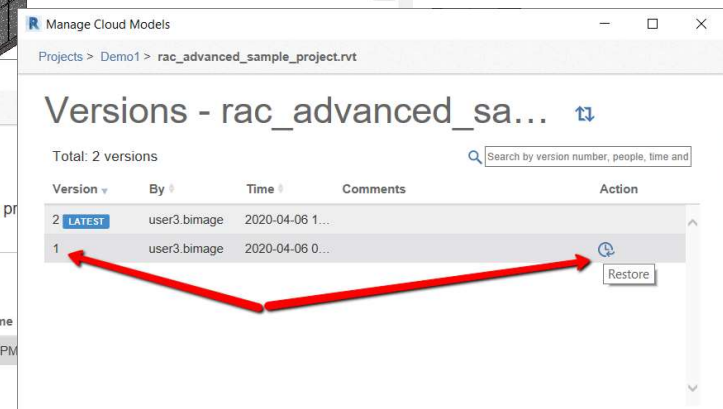 R Manage Cloud Models
Projects > Demo1 > rac_advanced_sample_project.rvt
Versions - rac_advanced_sa...
Total: 2 versions
Search by version number, people, time and
Version By Time Comments Action
2 LATEST user3.bimage 2020-04-06 1...
pr
1 user3.bimage 2020-04-06 0...
Restore
me
PM